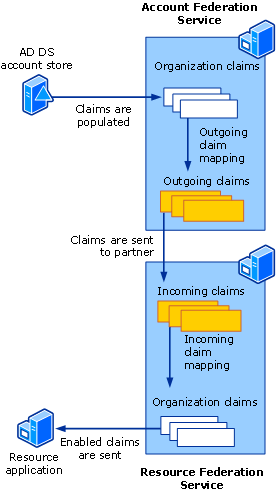 Account Federation
Service
AD DS
account store
Organization claims
Claims are
populated
Outgoing
claim
mapping
Outgoing claims
Claims are sent
to partner
Incoming claims
Incoming
claim
mapping
Organization claims
Enabled claims
are sent
Resource
application
Resource Federation
Service